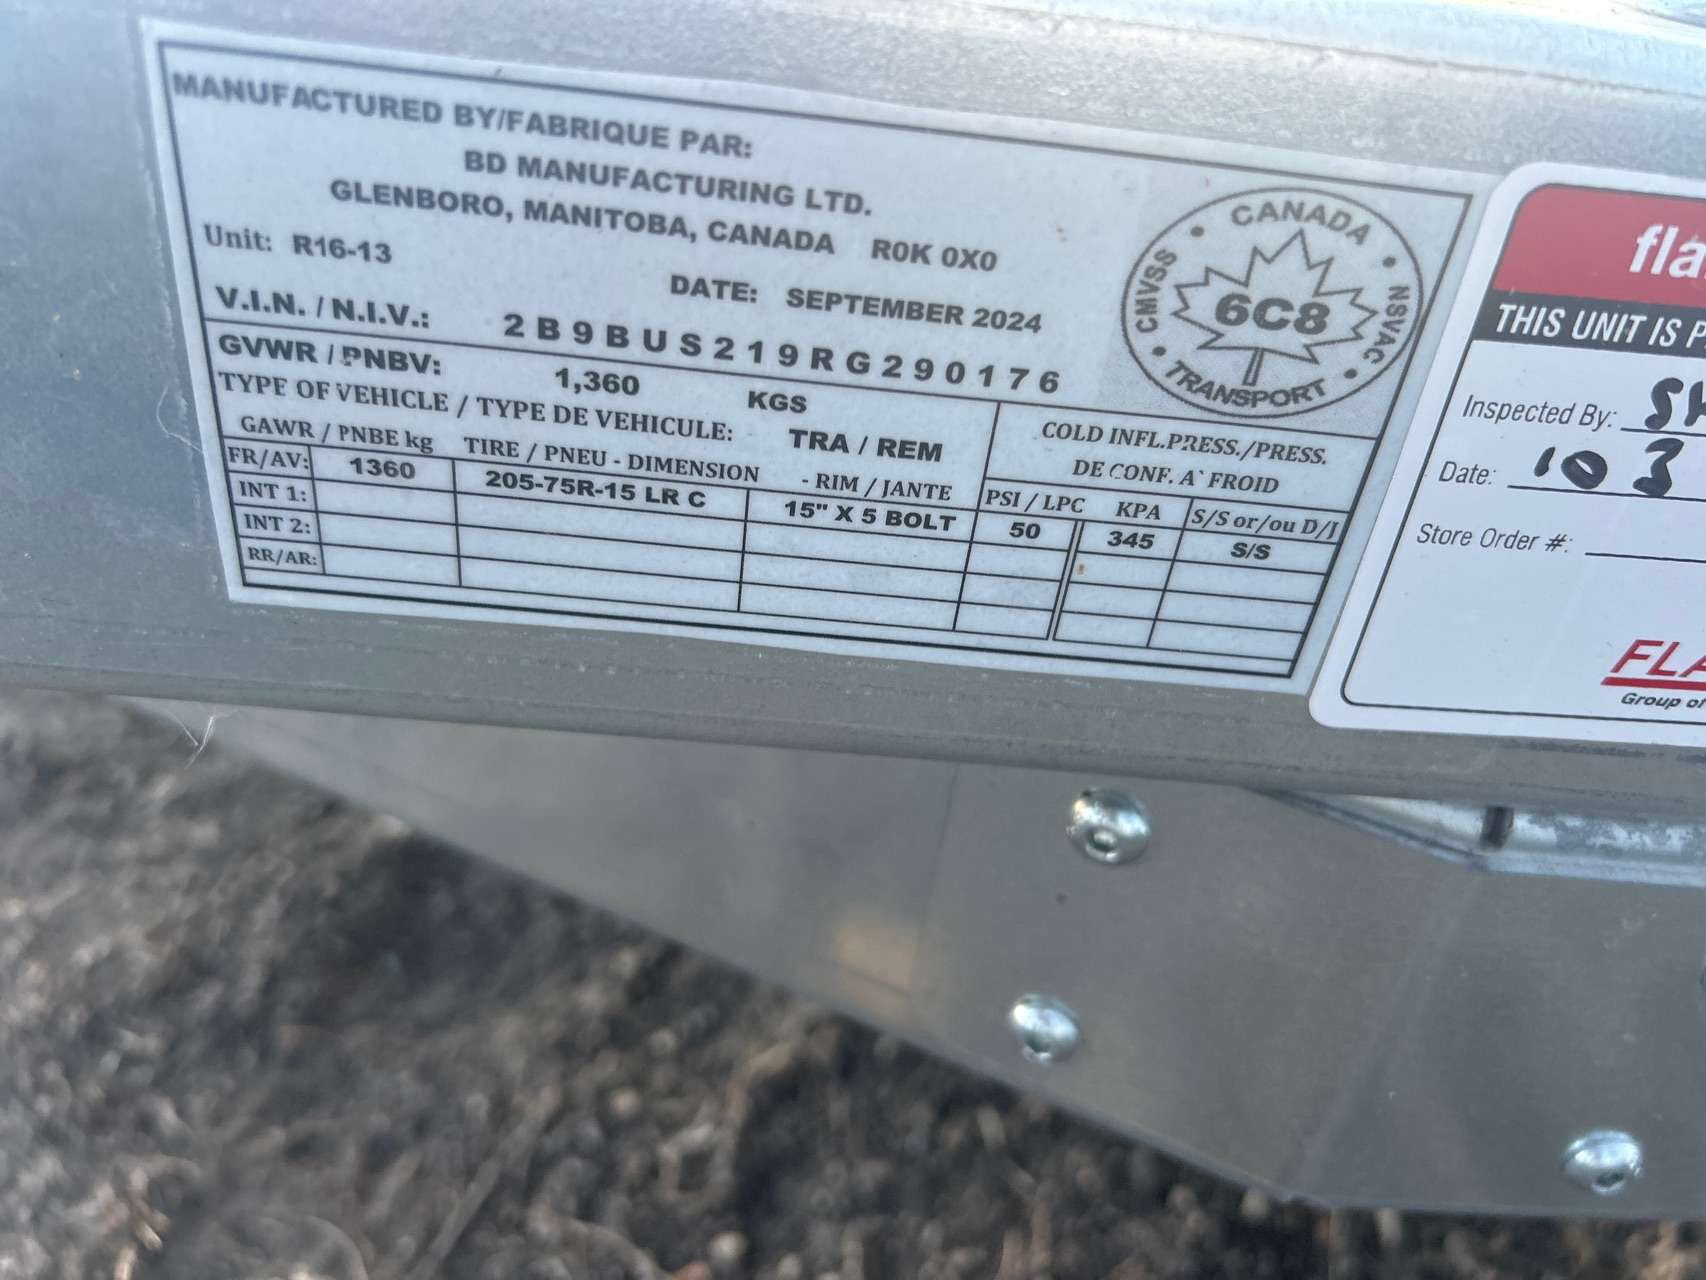 MANUFACTURED BY/FABRIQUE PAR:
BD MANUFACTURING LTD.
GLENBORO, MANITOBA, CANADA R0K 0X0
Unit: R16-13
DATE: SEPTEMBER 2024
V.I.N. / N.I.V.: 2B9BUS219RG290176
GVWR / PNBV: 1,360 KGS
TYPE OF VEHICLE / TYPE DE VEHICULE: TRA / REM
COLD INFL.PRESS./PRESS.
DE CONF. A` FROID
GAWR / PNBE kg TIRE / PNEU - DIMENSION - RIM / JANTE PSI / LPC KPA S/S or/ou D/J
FR/AV: 1360 205-75R-15 LR C 15" X 5 BOLT 50 345 S/S
INT 1:
INT 2:
RR/AR:
CANADA
CMVSS
6C8
NSVAC
TRANSPORT
fla
THIS UNIT IS P
Inspected By:
Date: 10 3
Store Order #:
FLA
Group of